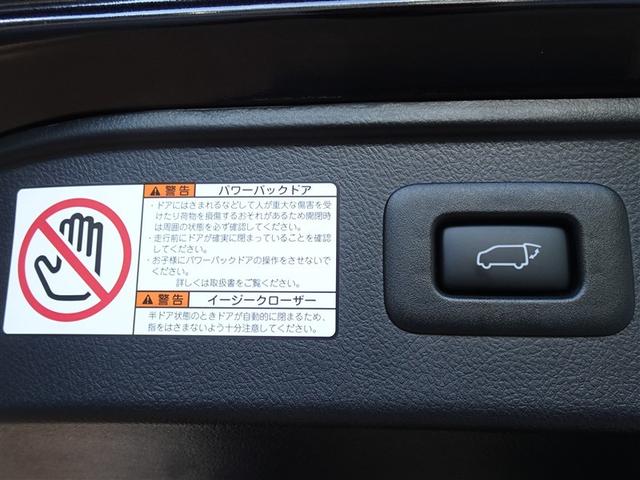 警告 パワーバックドア
・ドアにはさまれるなどして人が重大な傷害を受
けたり荷物を損傷するおそれがあるため開閉時
は周囲の状態を必ず確認してください。
・走行前にドアが確実に閉まっていることを確認
してください。
・お子様にパワーバックドアの操作をさせないで
ください。
詳しくは取扱書をご覧ください。
警告 イージークローザー
半ドア状態のときドアが自動的に閉まるため、
指をはさまないよう十分注意してください。